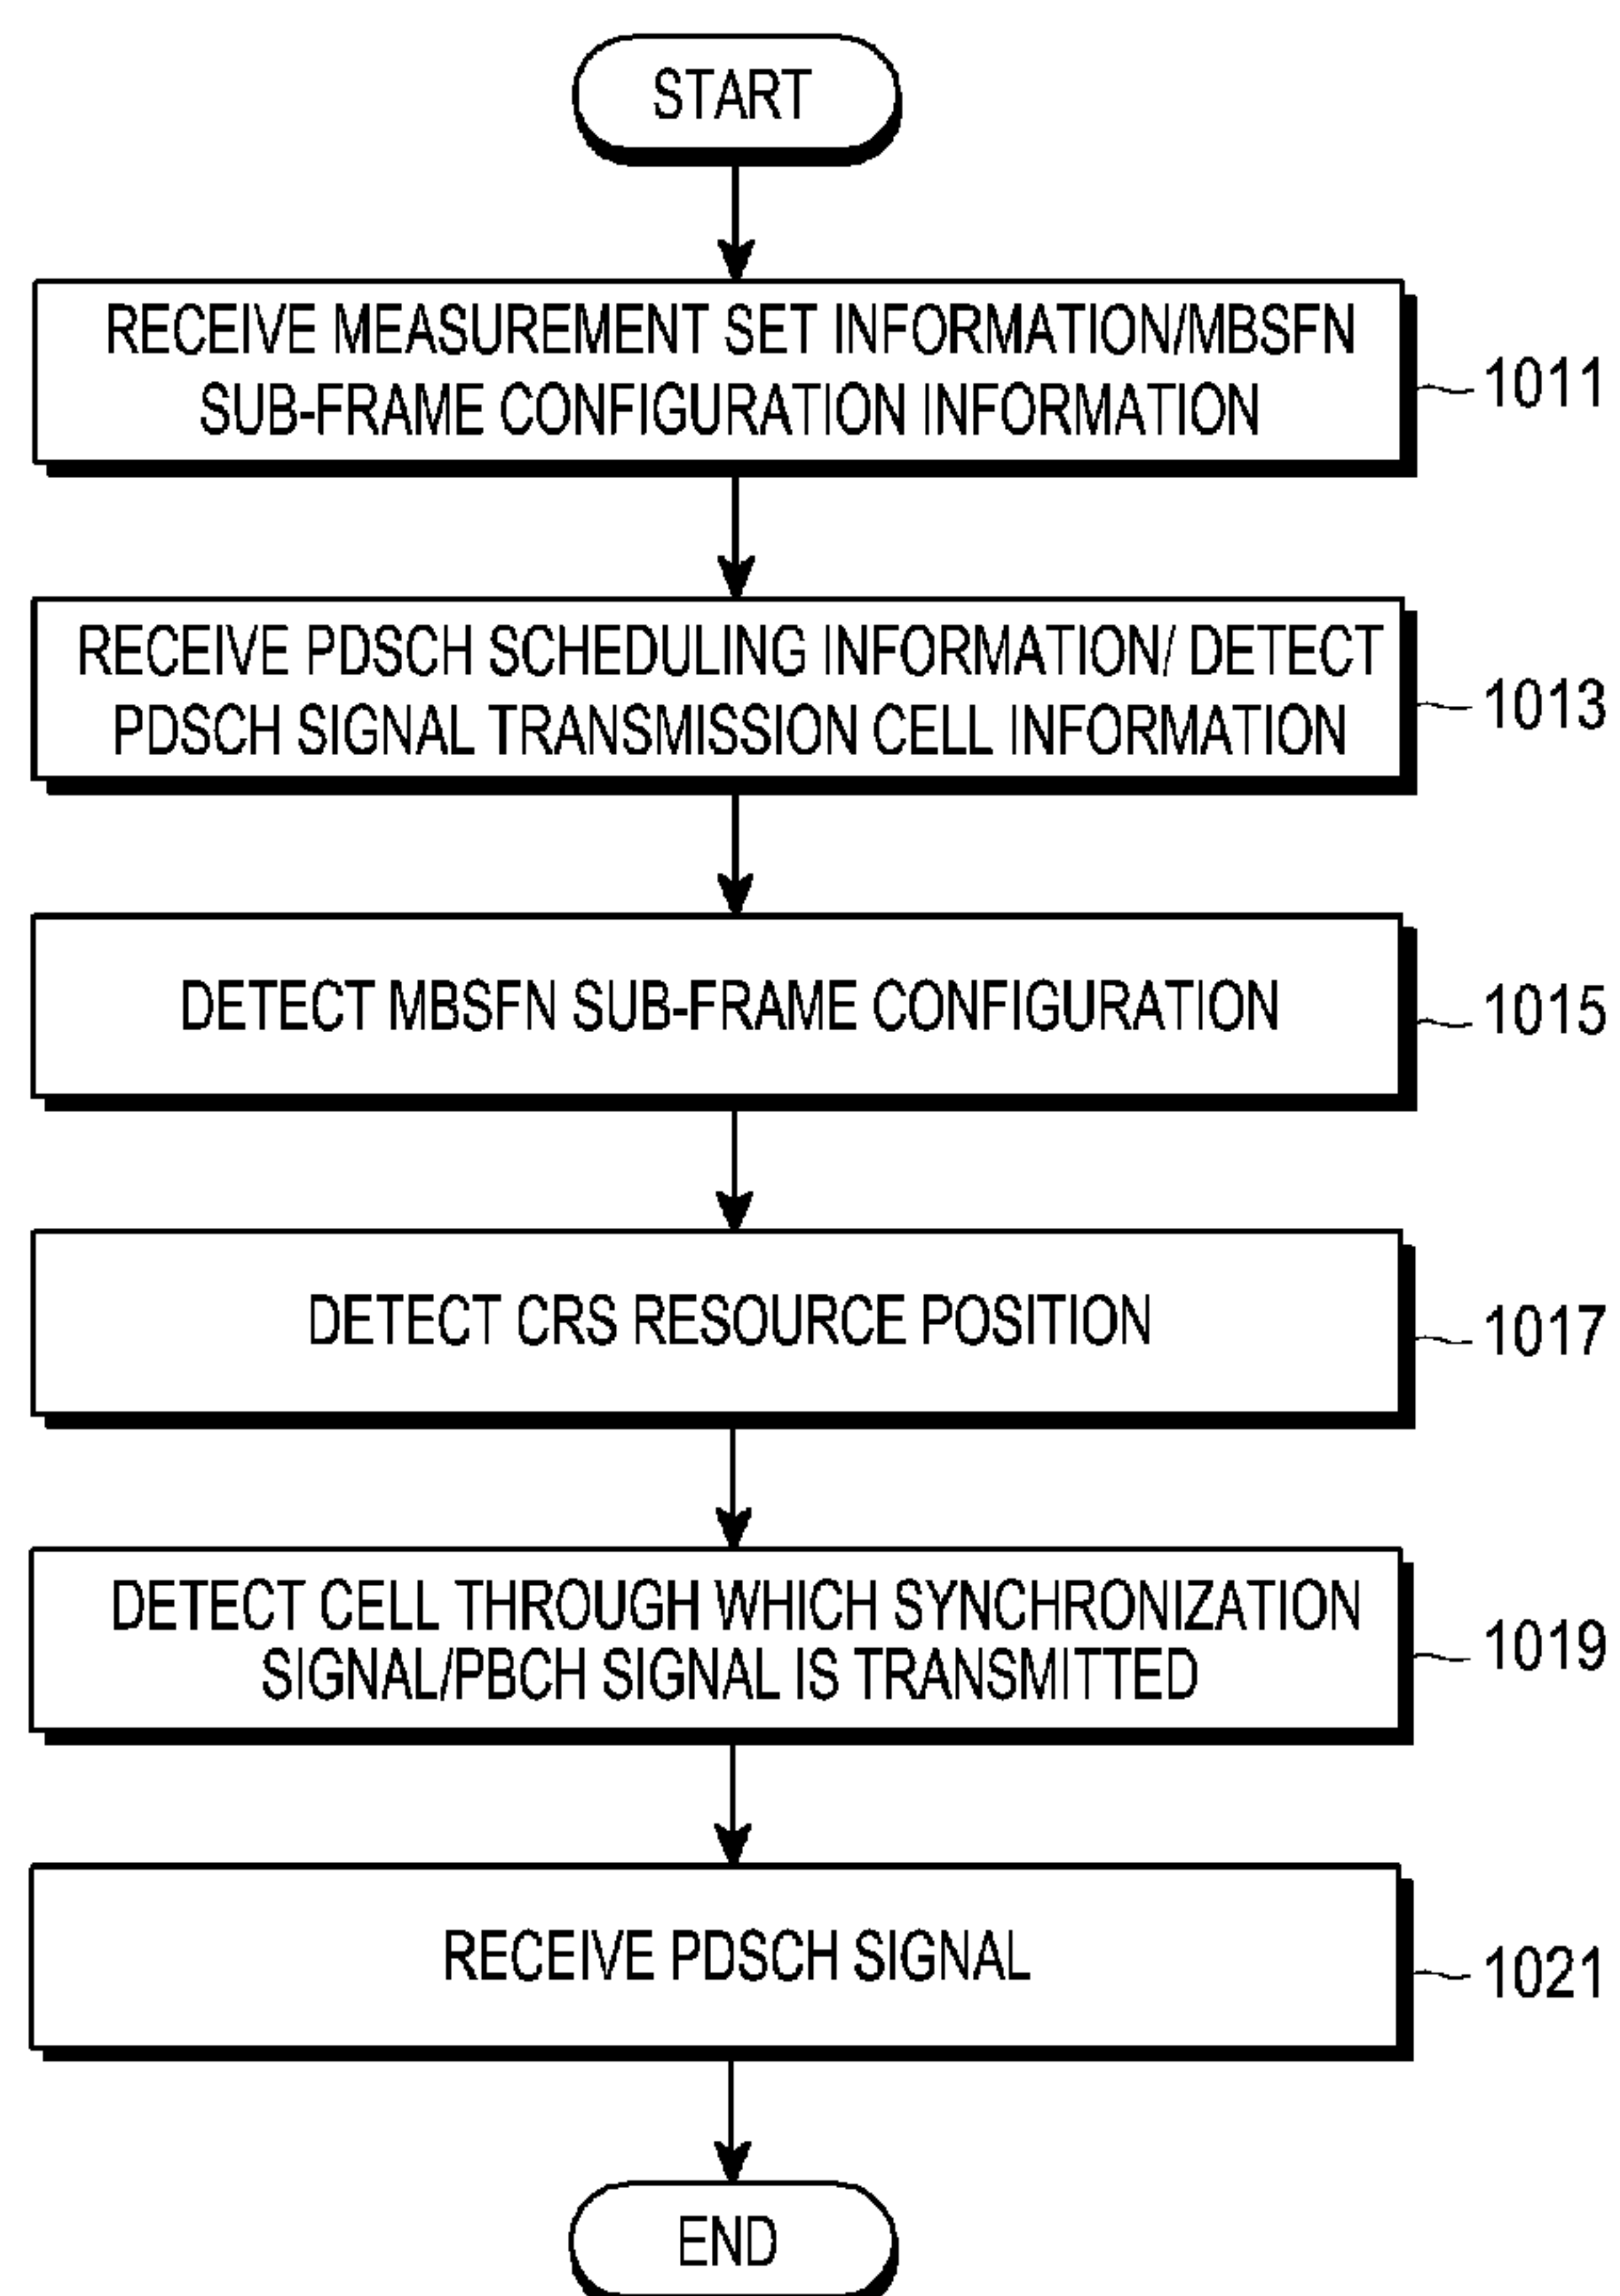 START
RECEIVE MEASUREMENT SET INFORMATION/MBSFN
SUB-FRAME CONFIGURATION INFORMATION
1011
RECEIVE PDSCH SCHEDULING INFORMATION/ DETECT
PDSCH SIGNAL TRANSMISSION CELL INFORMATION
1013
DETECT MBSFN SUB-FRAME CONFIGURATION
1015
DETECT CRS RESOURCE POSITION
1017
DETECT CELL THROUGH WHICH SYNCHRONIZATION
SIGNAL/PBCH SIGNAL IS TRANSMITTED
1019
RECEIVE PDSCH SIGNAL
1021
END